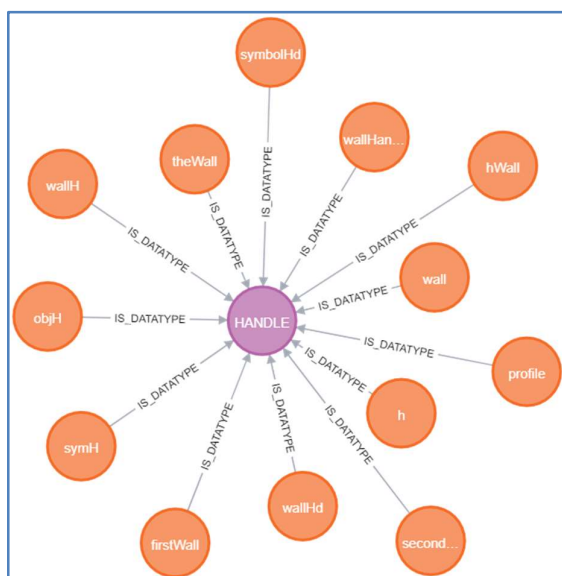 symbolHd
theWall
wallHan...
wallH
hWall
IS_DATATYPE
IS_DATATYPE
IS_DATATYPE
IS_DATATYPE
IS_DATATYPE
wall
IS_DATATYPE
objH
IS_DATATYPE
HANDLE
IS_DATATYPE
profile
IS_DATATYPE
IS_DATATYPE
h
symH
IS_DATATYPE
IS_DATATYPE
IS_DATATYPE
wallHd
firstWall
second...